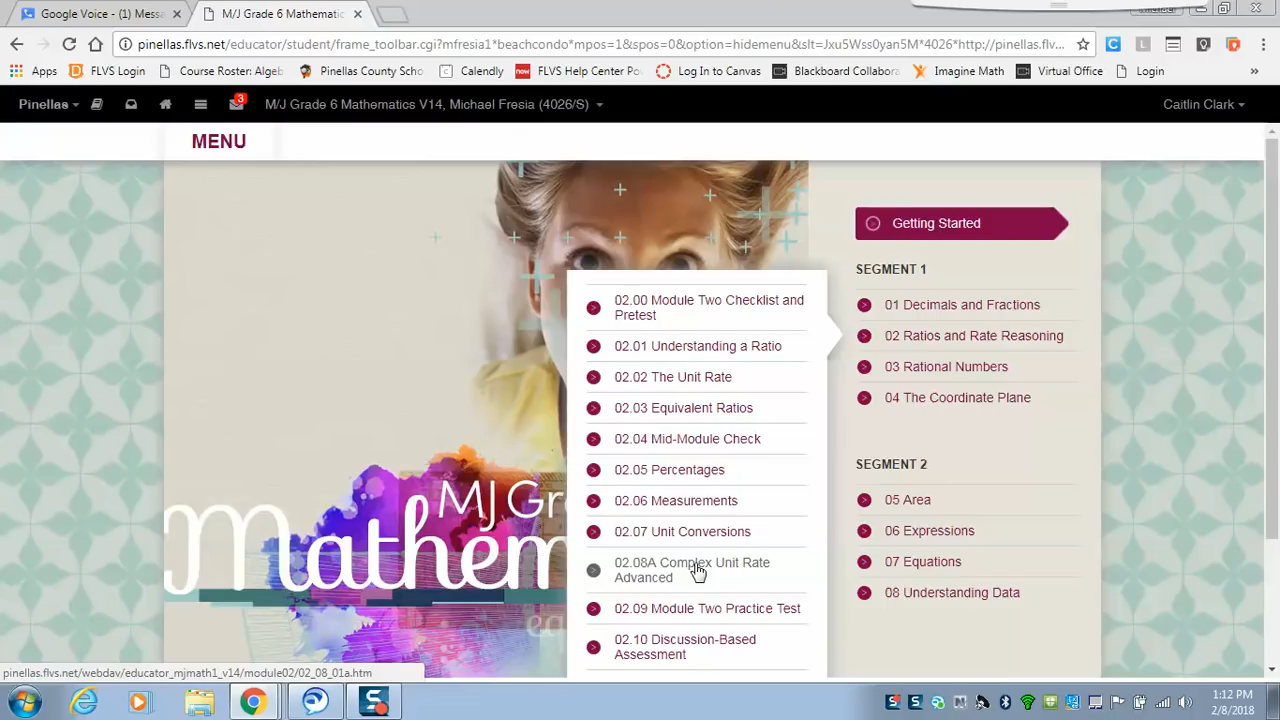 Google Voice - (1) Messa
M/J Grade 6 Mathematic
pinellas.flvs.net/educator/student/frame_toolbar.cgi?mfresia1*beachcondo*mpos=1&spos=0&option=hidemenu&slt=Jxu5Wss0yanEM*4026*http://pinellas.flv...
Apps
FLVS Login
Course Roster: Algeb
Pinellas County Scho
Calendly
now
FLVS Help Center Po
Log In to Canvas
Blackboard Collabora
Imagine Math
Virtual Office
Login
Pinellas
3
M/J Grade 6 Mathematics V14, Michael Fresia (4026/S)
Caitlin Clark
MENU
Getting Started
SEGMENT 1
01 Decimals and Fractions
02 Ratios and Rate Reasoning
03 Rational Numbers
04 The Coordinate Plane
SEGMENT 2
05 Area
06 Expressions
07 Equations
08 Understanding Data
02.00 Module Two Checklist and
Pretest
02.01 Understanding a Ratio
02.02 The Unit Rate
02.03 Equivalent Ratios
02.04 Mid-Module Check
02.05 Percentages
02.06 Measurements
02.07 Unit Conversions
02.08A Complex Unit Rate
Advanced
02.09 Module Two Practice Test
02.10 Discussion-Based
Assessment
MJ Gr
mathem
pinellas.flvs.net/webdav/educator_mjmath1_v14/module02/02_08_01a.htm
1:12 PM
2/8/2018